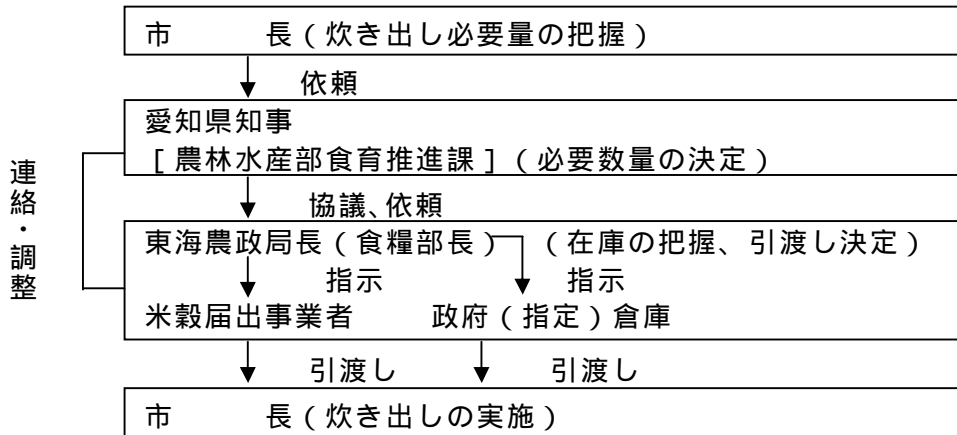 市　　　長（炊き出し必要量の把握）
依頼
愛知県知事
［農林水産部食育推進課］（必要数量の決定）
連絡・調整
協議、依頼
東海農政局長（食糧部長）　（在庫の把握、引渡し決定）
指示　指示
米穀届出事業者　政府（指定）倉庫
引渡し　引渡し
市　　　長（炊き出しの実施）